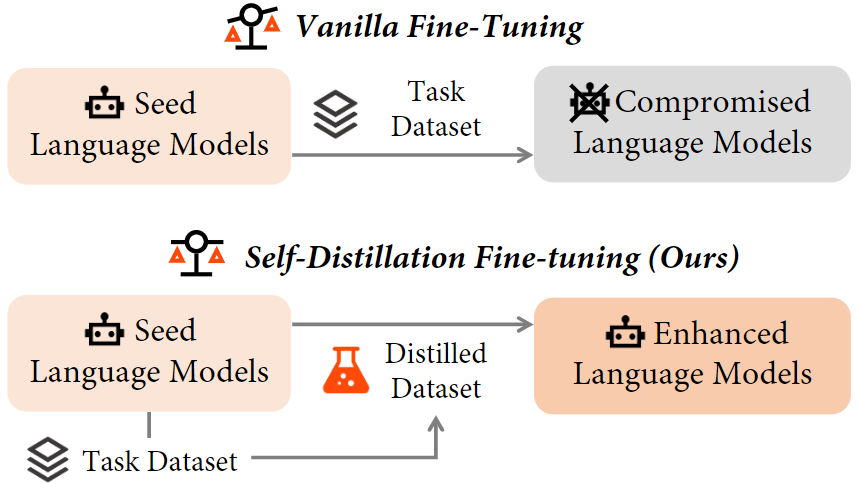 Vanilla Fine-Tuning
Seed
Language Models
Task
Dataset
Compromised
Language Models
Self-Distillation Fine-tuning (Ours)
Seed
Language Models
Distilled
Dataset
Enhanced
Language Models
Task Dataset